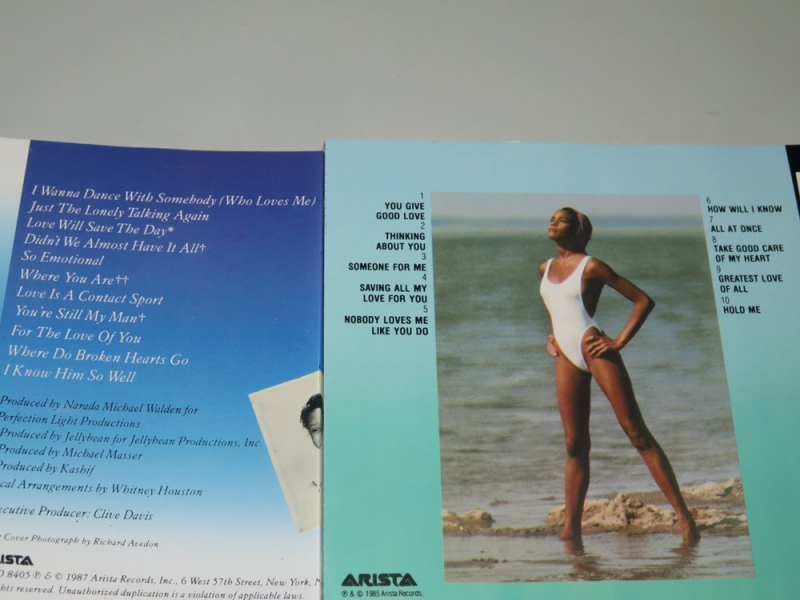 I Wanna Dance With Somebody (Who Loves Me)
Just The Lonely Talking Again
Love Will Save The Day*
Didn't We Almost Have It All†
So Emotional
Where You Are††
Love Is A Contact Sport
You're Still My Man†
For The Love Of You
Where Do Broken Hearts Go
I Know Him So Well
Produced by Narada Michael Walden for
Perfection Light Productions
Produced by Jellybean for Jellybean Productions, Inc.
Produced by Michael Masser
Produced by Kashif
cal Arrangements by Whitney Houston
ecutive Producer: Clive Davis
Cover Photograph by Richard Avedon
ISTA
D 8405 ℗ & © 1987 Arista Records, Inc., 6 West 57th Street, New York, N
hts reserved. Unauthorized duplication is a violation of applicable laws.
1
YOU GIVE
GOOD LOVE
2
THINKING
ABOUT YOU
3
SOMEONE FOR ME
4
SAVING ALL MY
LOVE FOR YOU
5
NOBODY LOVES ME
LIKE YOU DO
6
HOW WILL I KNOW
7
ALL AT ONCE
8
TAKE GOOD CARE
OF MY HEART
9
GREATEST LOVE
OF ALL
10
HOLD ME
ARISTA
℗ & © 1985 Arista Records,